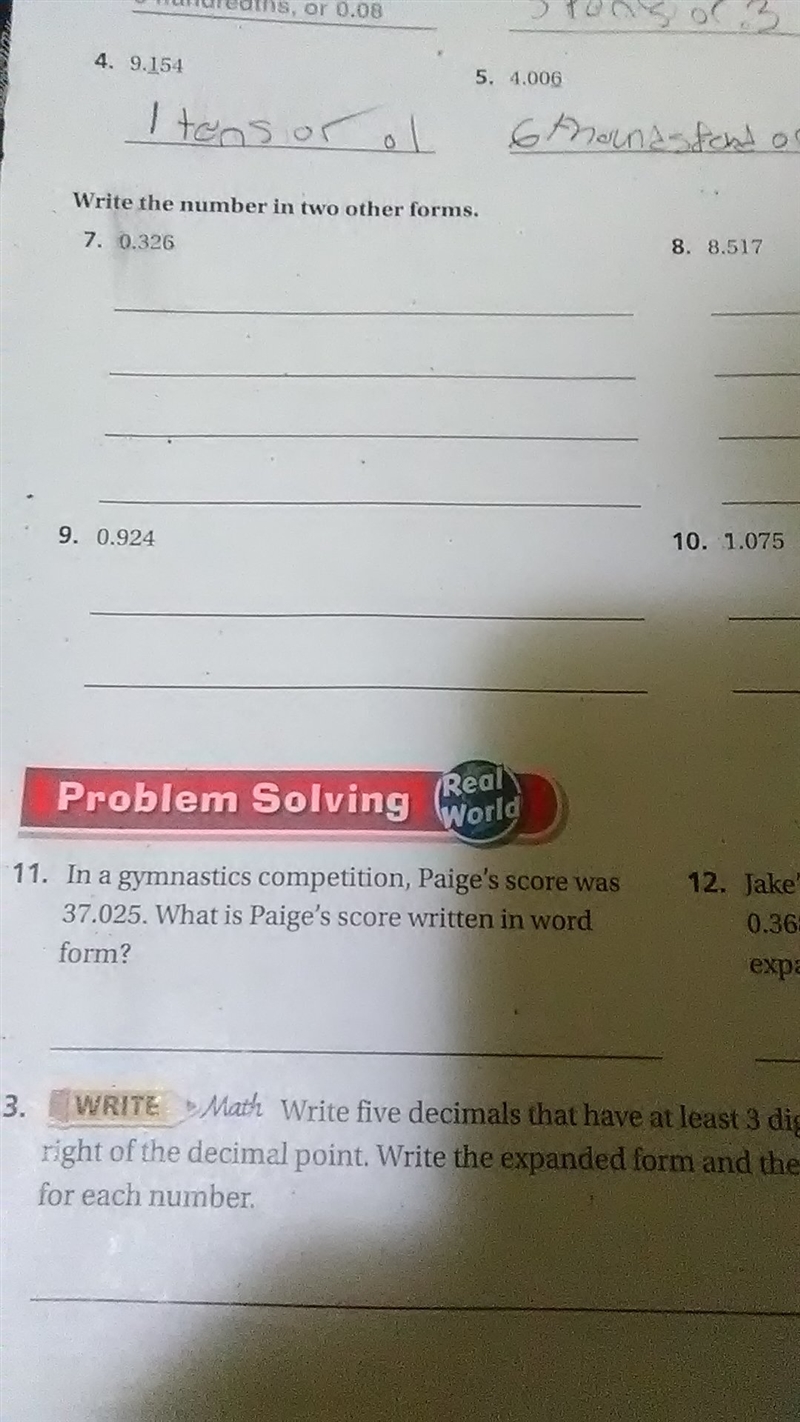 hundredths, or 0.08
4. 9.154
5. 4.006
1 tens or 01
6
Write the number in two other forms.
7. 0.326
8. 8.517
9. 0.924
10. 1.075
Problem Solving Real World
11. In a gymnastics competition, Paige's score was
37.025. What is Paige's score written in word
form?
12. Jake'
0.36
expa
3. WRITE Math Write five decimals that have at least 3 dig
right of the decimal point. Write the expanded form and the
for each number.